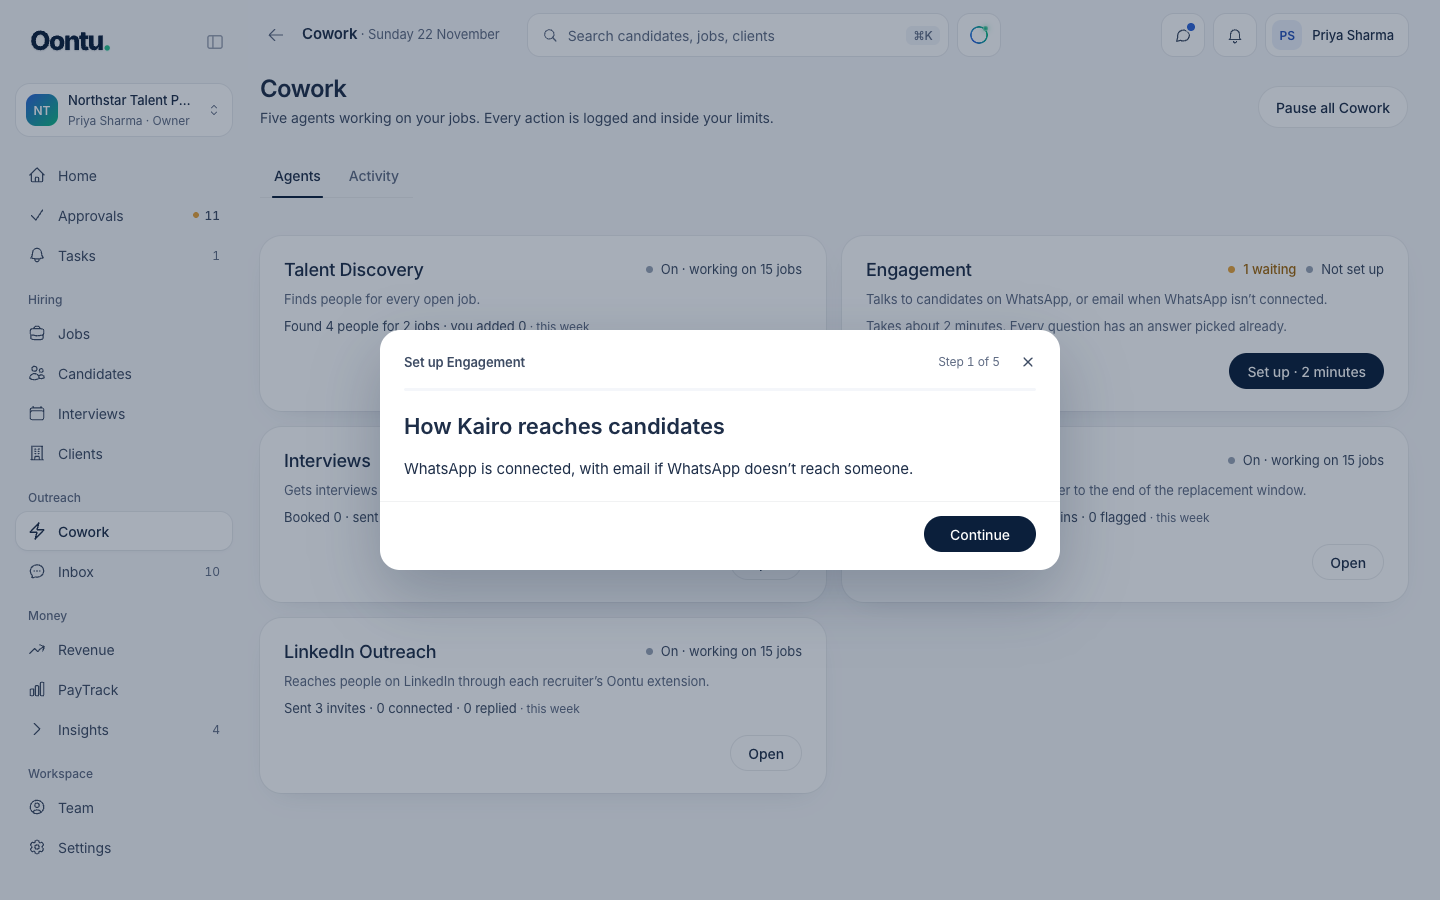 Oontu.
Cowork · Sunday 22 November
Search candidates, jobs, clients
⌘K
PS
Priya Sharma
NT
Northstar Talent P...
Priya Sharma · Owner
Cowork
Five agents working on your jobs. Every action is logged and inside your limits.
Pause all Cowork
Home
Approvals
11
Tasks
1
Hiring
Jobs
Candidates
Interviews
Clients
Outreach
Cowork
Inbox
10
Money
Revenue
PayTrack
Insights
4
Workspace
Team
Settings
Agents
Activity
Talent Discovery
On · working on 15 jobs
Finds people for every open job.
Found 4 people for 2 jobs · you added 0 · this week
Engagement
1 waiting
Not set up
Talks to candidates on WhatsApp, or email when WhatsApp isn’t connected.
Takes about 2 minutes. Every question has an answer picked already.
Set up · 2 minutes
Set up Engagement
Step 1 of 5
How Kairo reaches candidates
WhatsApp is connected, with email if WhatsApp doesn’t reach someone.
Continue
Interviews
Gets interviews
Booked 0 · sent
On · working on 15 jobs
to the end of the replacement window.
· 0 flagged · this week
Open
LinkedIn Outreach
On · working on 15 jobs
Reaches people on LinkedIn through each recruiter’s Oontu extension.
Sent 3 invites · 0 connected · 0 replied · this week
Open